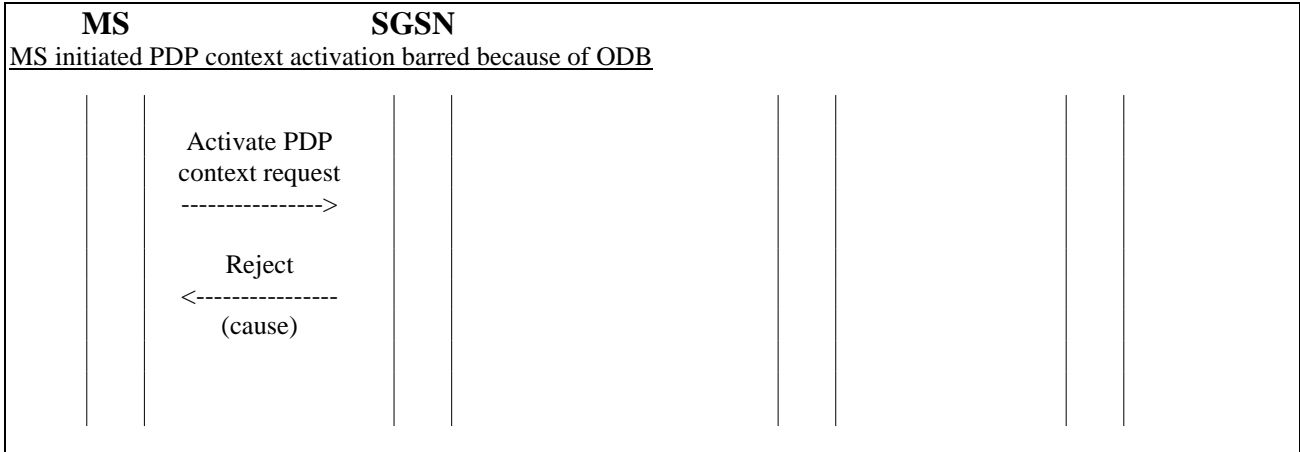 MS SGSN
MS initiated PDP context activation barred because of ODB
Activate PDP
context request
---------------->
Reject
<----------------
(cause)